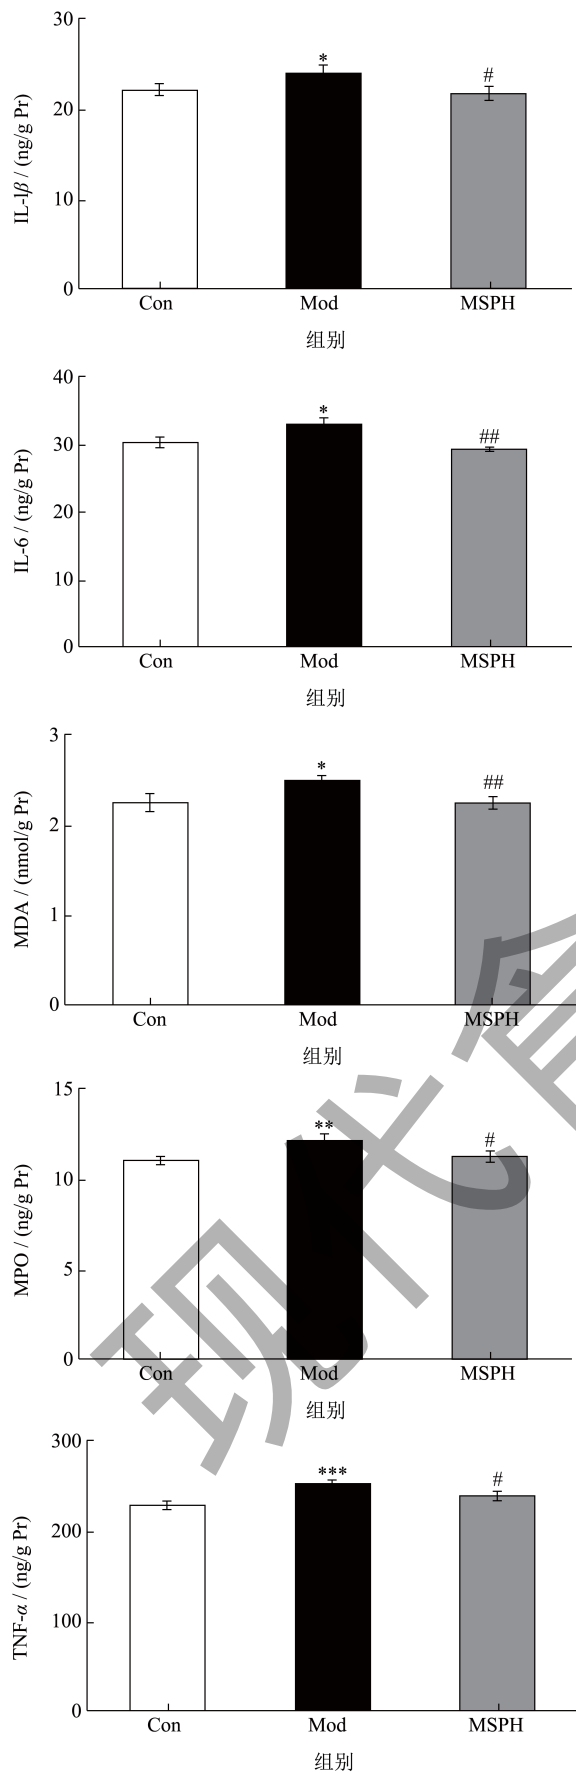 30
20
10
0
IL-1β / (ng/g Pr)
*
#
Con Mod MSPH
组别
40
30
20
10
0
IL-6 / (ng/g Pr)
*
##
Con Mod MSPH
组别
3
2
1
0
MDA / (nmol/g Pr)
*
##
Con Mod MSPH
组别
15
10
5
0
MPO / (ng/g Pr)
**
#
Con Mod MSPH
组别
300
200
100
0
TNF-α / (ng/g Pr)
***
#
Con Mod MSPH
组别
现代食